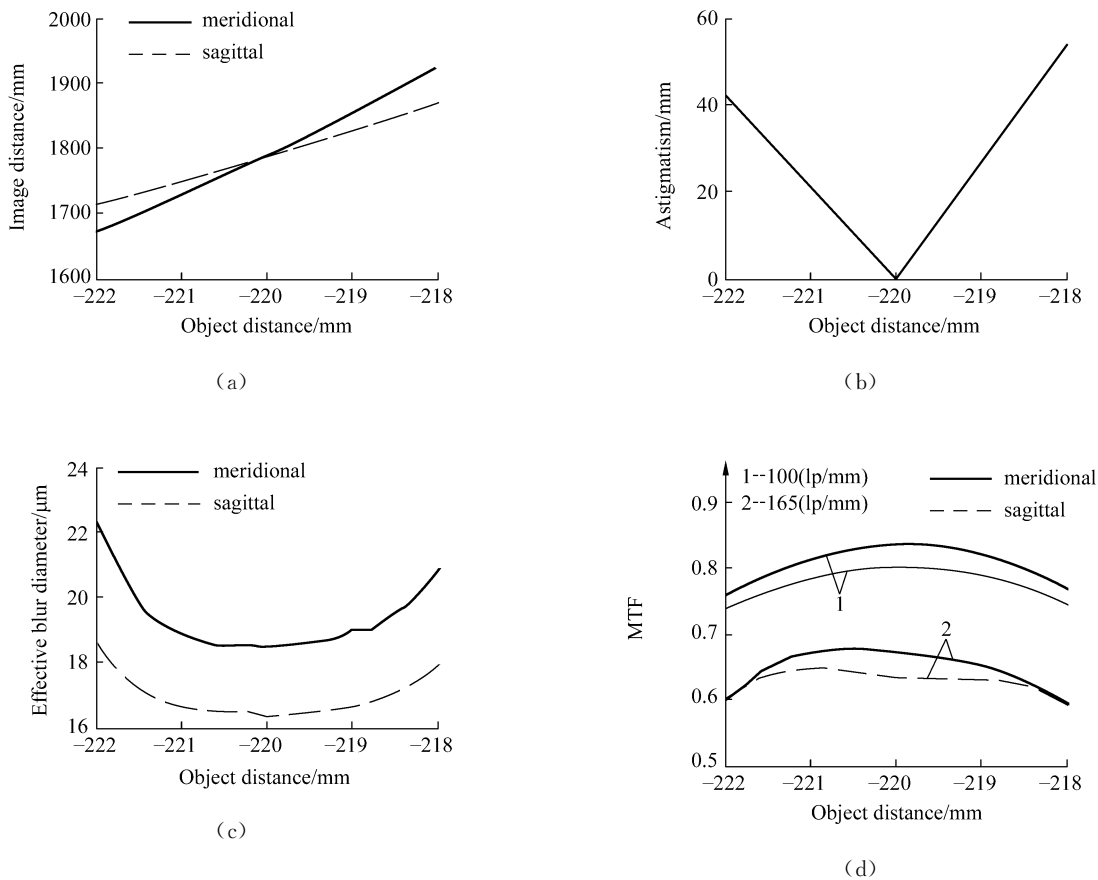 2000
1900
1800
1700
1600
Image distance/mm
meridional
sagittal
–222 –221 –220 –219 –218
Object distance/mm
(a)
60
40
20
0
Astigmatism/mm
–222 –221 –220 –219 –218
Object distance/mm
(b)
24
22
20
18
16
Effective blur diameter/μm
meridional
sagittal
–222 –221 –220 –219 –218
Object distance/mm
(c)
1--100(lp/mm)
2--165(lp/mm)
meridional
sagittal
0.9
0.8
0.7
0.6
0.5
MTF
1
2
–222 –221 –220 –219 –218
Object distance/mm
(d)